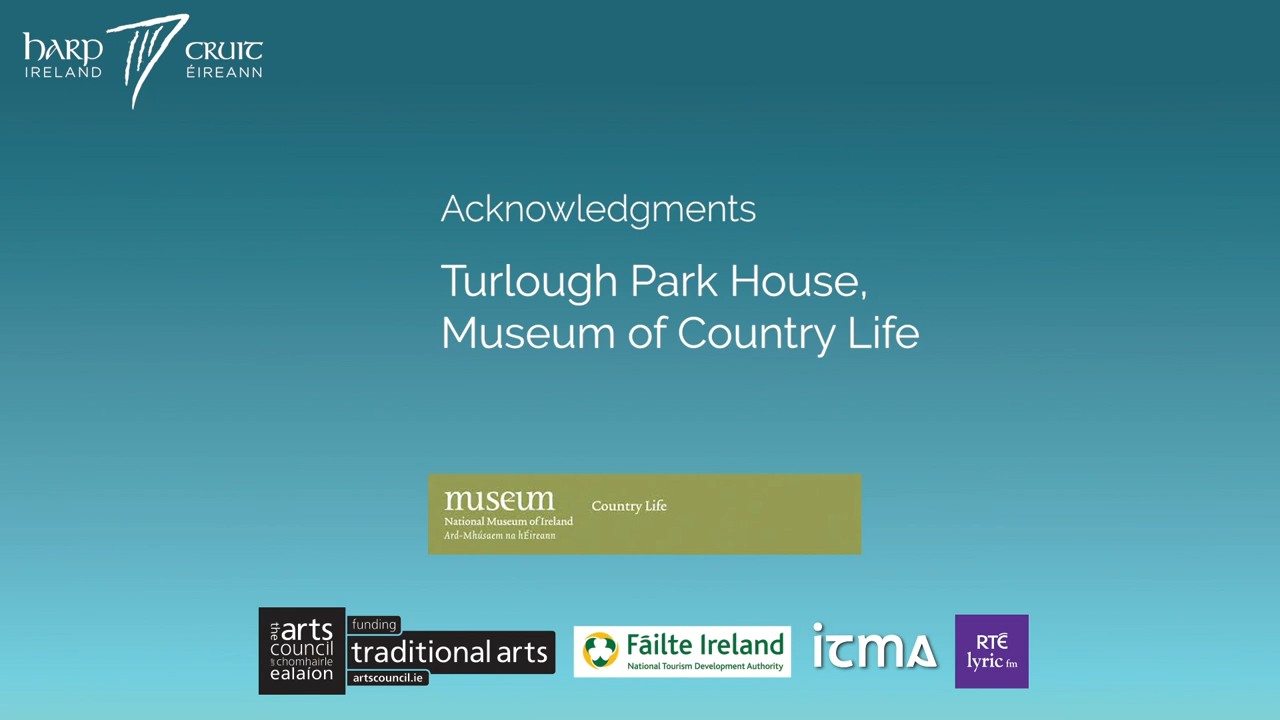 harp
IRELAND
cruit
ÉIREANN
Acknowledgments
Turlough Park House,
Museum of Country Life
museum
National Museum of Ireland
Ard-Mhúsaem na hÉireann
Country Life
the arts
council
an chomhairle
ealaíon
funding
traditional arts
artscouncil.ie
Fáilte Ireland
National Tourism Development Authority
itma
RTÉ
lyric fm